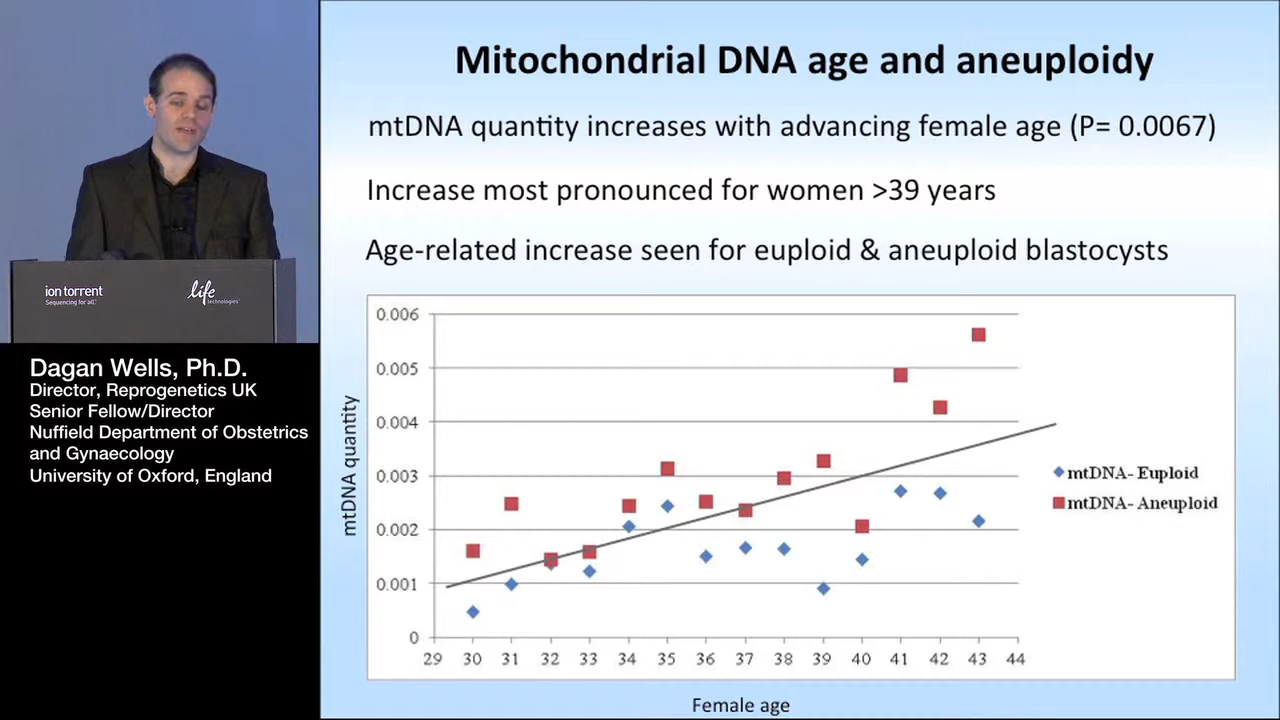 Mitochondrial DNA age and aneuploidy
mtDNA quantity increases with advancing female age (P= 0.0067)
Increase most pronounced for women >39 years
Age-related increase seen for euploid & aneuploid blastocysts
ion torrent
Sequencing for all.
life
technologies
Dagan Wells, Ph.D.
Director, Reprogenetics UK
Senior Fellow/Director
Nuffield Department of Obstetrics
and Gynaecology
University of Oxford, England
mtDNA quantity
0.006
0.005
0.004
0.003
0.002
0.001
0
29 30 31 32 33 34 35 36 37 38 39 40 41 42 43 44
Female age
mtDNA- Euploid
mtDNA- Aneuploid